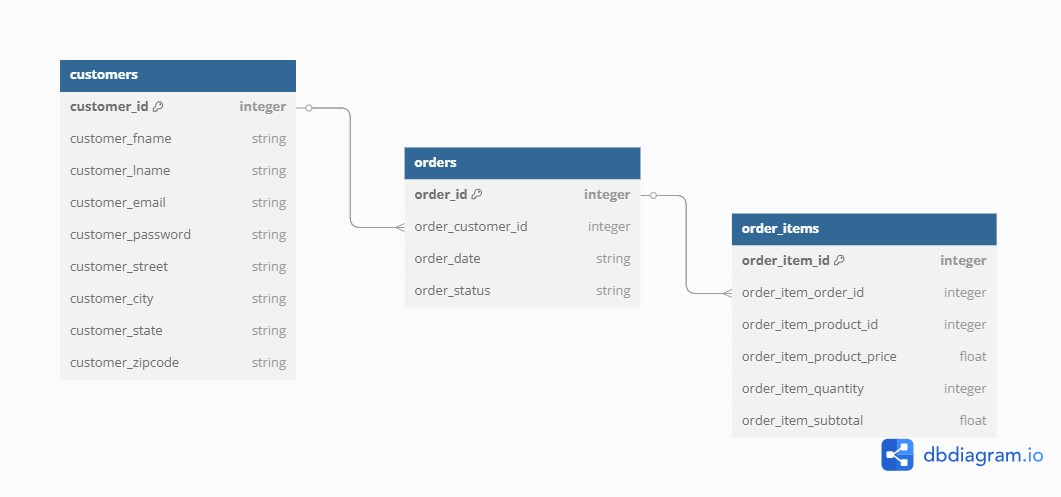 customers
customer_id integer
customer_fname string
customer_lname string
customer_email string
customer_password string
customer_street string
customer_city string
customer_state string
customer_zipcode string
orders
order_id integer
order_customer_id integer
order_date string
order_status string
order_items
order_item_id integer
order_item_order_id integer
order_item_product_id integer
order_item_product_price float
order_item_quantity integer
order_item_subtotal float
dbdiagram.io